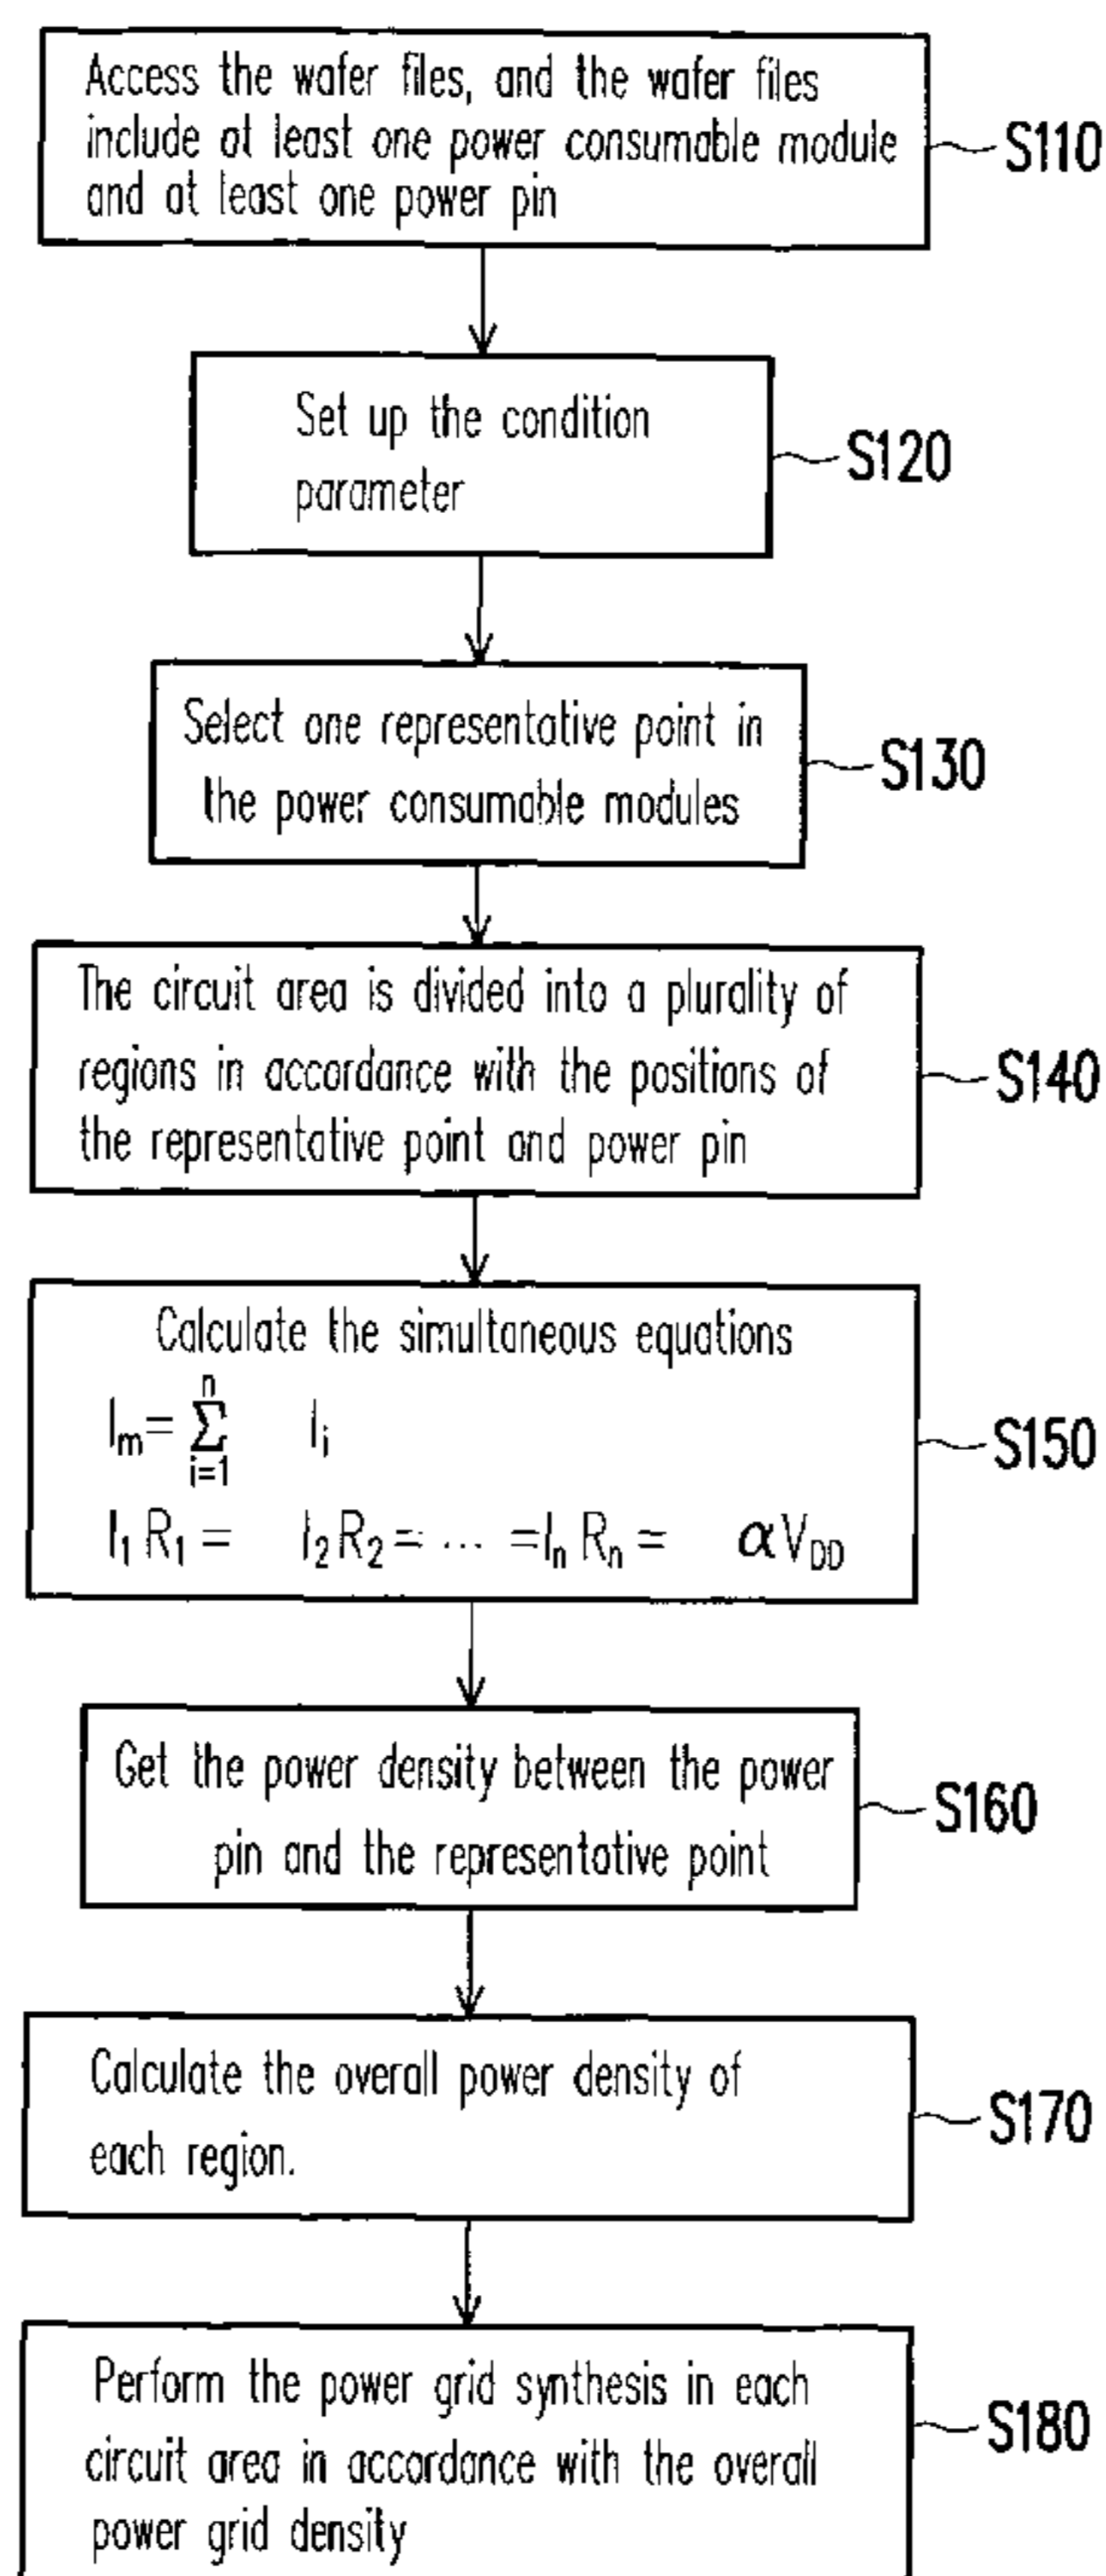 Access the wafer files, and the wafer files
include at least one power consumable module
and at least one power pin
S110
Set up the condition
parameter
S120
Select one representative point in
the power consumable modules
S130
The circuit area is divided into a plurality of
regions in accordance with the positions of
the representative point and power pin
S140
Calculate the simultaneous equations
Im= n Σ i=1 Ii
I1 R1 = I2 R2 = ... =In Rn = αVDD
S150
Get the power density between the power
pin and the representative point
S160
Calculate the overall power density of
each region.
S170
Perform the power grid synthesis in each
circuit area in accordance with the overall
power grid density
S180